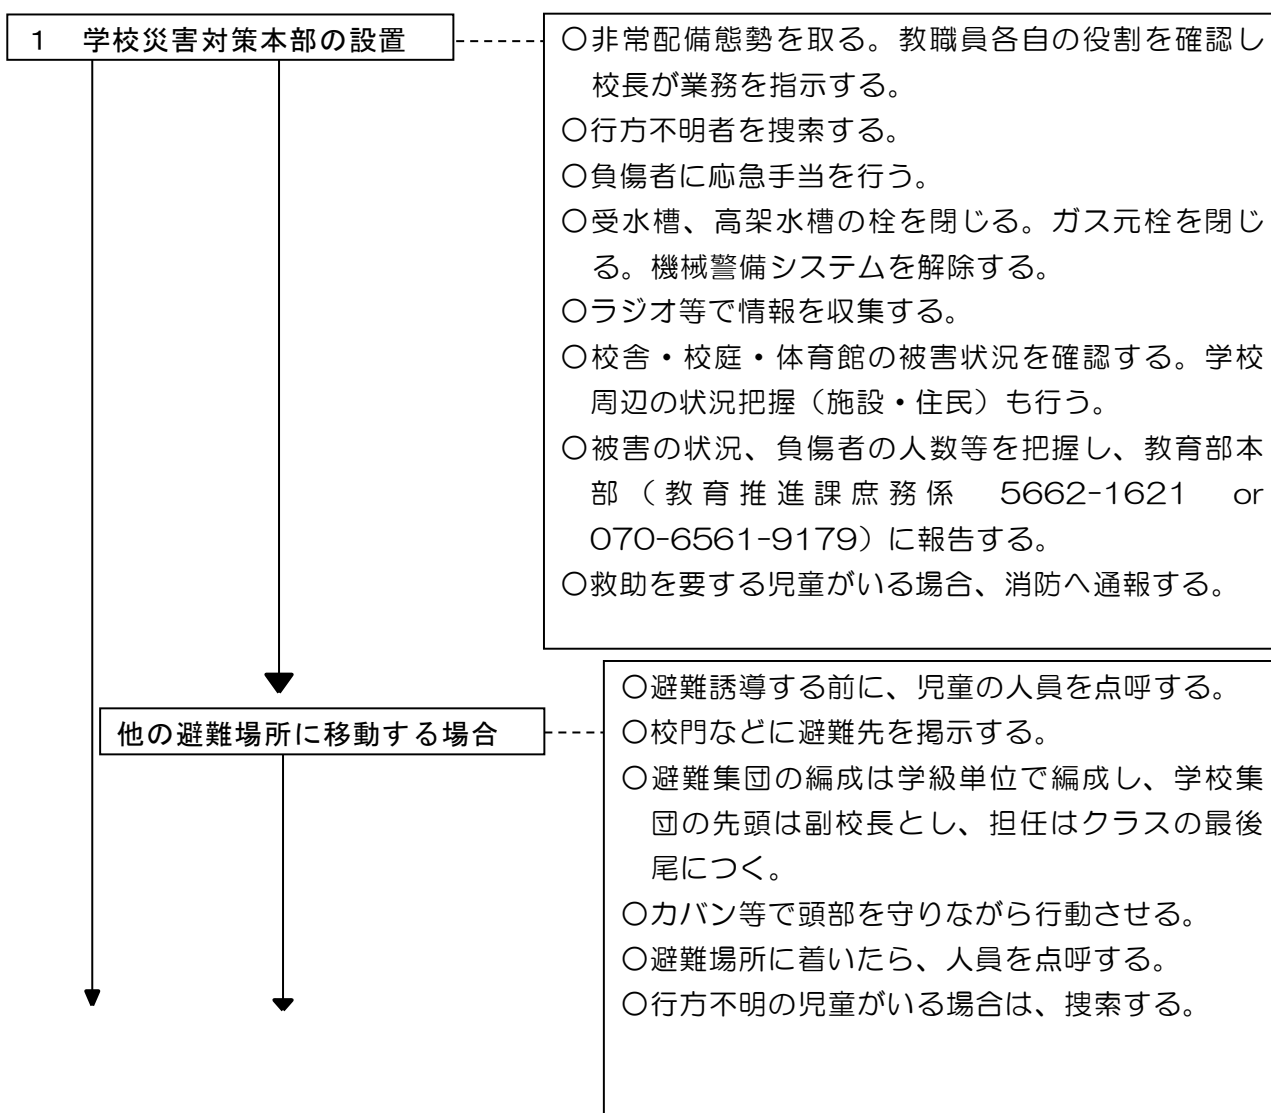 1 学校災害対策本部の設置
〇非常配備態勢を取る。教職員各自の役割を確認し
校長が業務を指示する。
〇行方不明者を捜索する。
〇負傷者に応急手当を行う。
〇受水槽、高架水槽の栓を閉じる。ガス元栓を閉じ
る。機械警備システムを解除する。
〇ラジオ等で情報を収集する。
〇校舎・校庭・体育館の被害状況を確認する。学校
周辺の状況把握（施設・住民）も行う。
〇被害の状況、負傷者の人数等を把握し、教育部本
部（教育推進課庶務係 5662-1621 or
070-6561-9179）に報告する。
〇救助を要する児童がいる場合、消防へ通報する。
他の避難場所に移動する場合
〇避難誘導する前に、児童の人員を点呼する。
〇校門などに避難先を掲示する。
〇避難集団の編成は学級単位で編成し、学校集
団の先頭は副校長とし、担任はクラスの最後
尾につく。
〇カバン等で頭部を守りながら行動させる。
〇避難場所に着いたら、人員を点呼する。
〇行方不明の児童がいる場合は、捜索する。